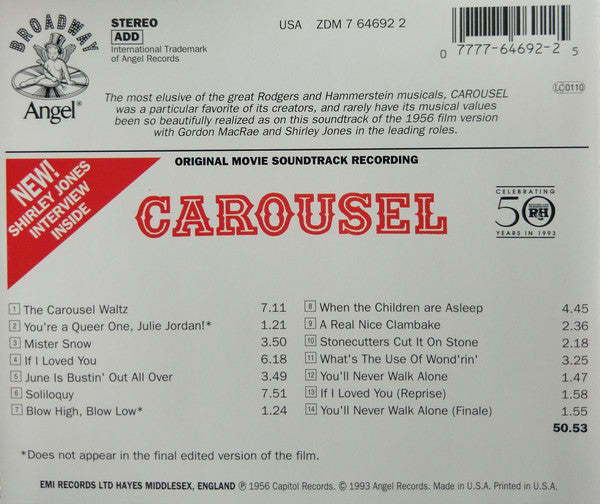 BROADWAY
Angel®
STEREO
ADD
International Trademark
of Angel Records
USA ZDM 7 64692 2
0 7777-64692-2 5
LC 0110
The most elusive of the great Rodgers and Hammerstein musicals, CAROUSEL
was a particular favorite of its creators, and rarely have its musical values
been so beautifully realized as on this soundtrack of the 1956 film version
with Gordon MacRae and Shirley Jones in the leading roles.
NEW!
SHIRLEY JONES
INTERVIEW
INSIDE
ORIGINAL MOVIE SOUNDTRACK RECORDING
CAROUSEL
CELEBRATING
50
R&H
YEARS IN 1993
1 The Carousel Waltz 7.11
2 You're a Queer One, Julie Jordan!* 1.21
3 Mister Snow 3.50
4 If I Loved You 6.18
5 June Is Bustin' Out All Over 3.49
6 Soliloquy 7.51
7 Blow High, Blow Low* 1.24
8 When the Children are Asleep 4.45
9 A Real Nice Clambake 2.36
10 Stonecutters Cut It On Stone 2.18
11 What's The Use Of Wond'rin' 3.25
12 You'll Never Walk Alone 1.47
13 If I Loved You (Reprise) 1.58
14 You'll Never Walk Alone (Finale) 1.55
50.53
*Does not appear in the final edited version of the film.
EMI RECORDS LTD HAYES MIDDLESEX, ENGLAND ℗ 1956 Capitol Records. © 1993 Angel Records. Made in U.S.A. Printed in U.S.A.